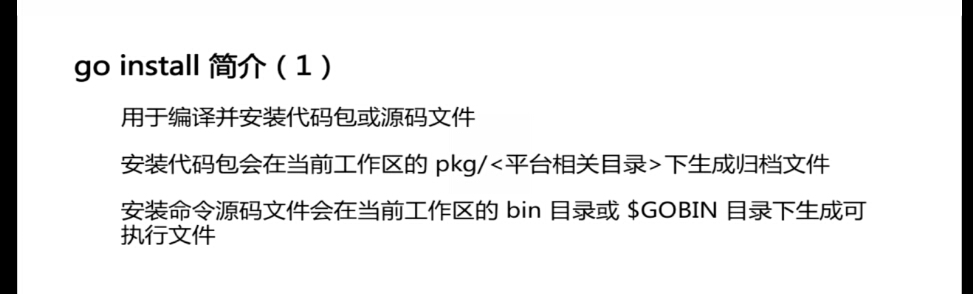 go install 简介（1）
用于编译并安装代码包或源码文件
安装代码包会在当前工作区的 pkg/<平台相关目录>下生成归档文件
安装命令源码文件会在当前工作区的 bin 目录或 $GOBIN 目录下生成可
执行文件